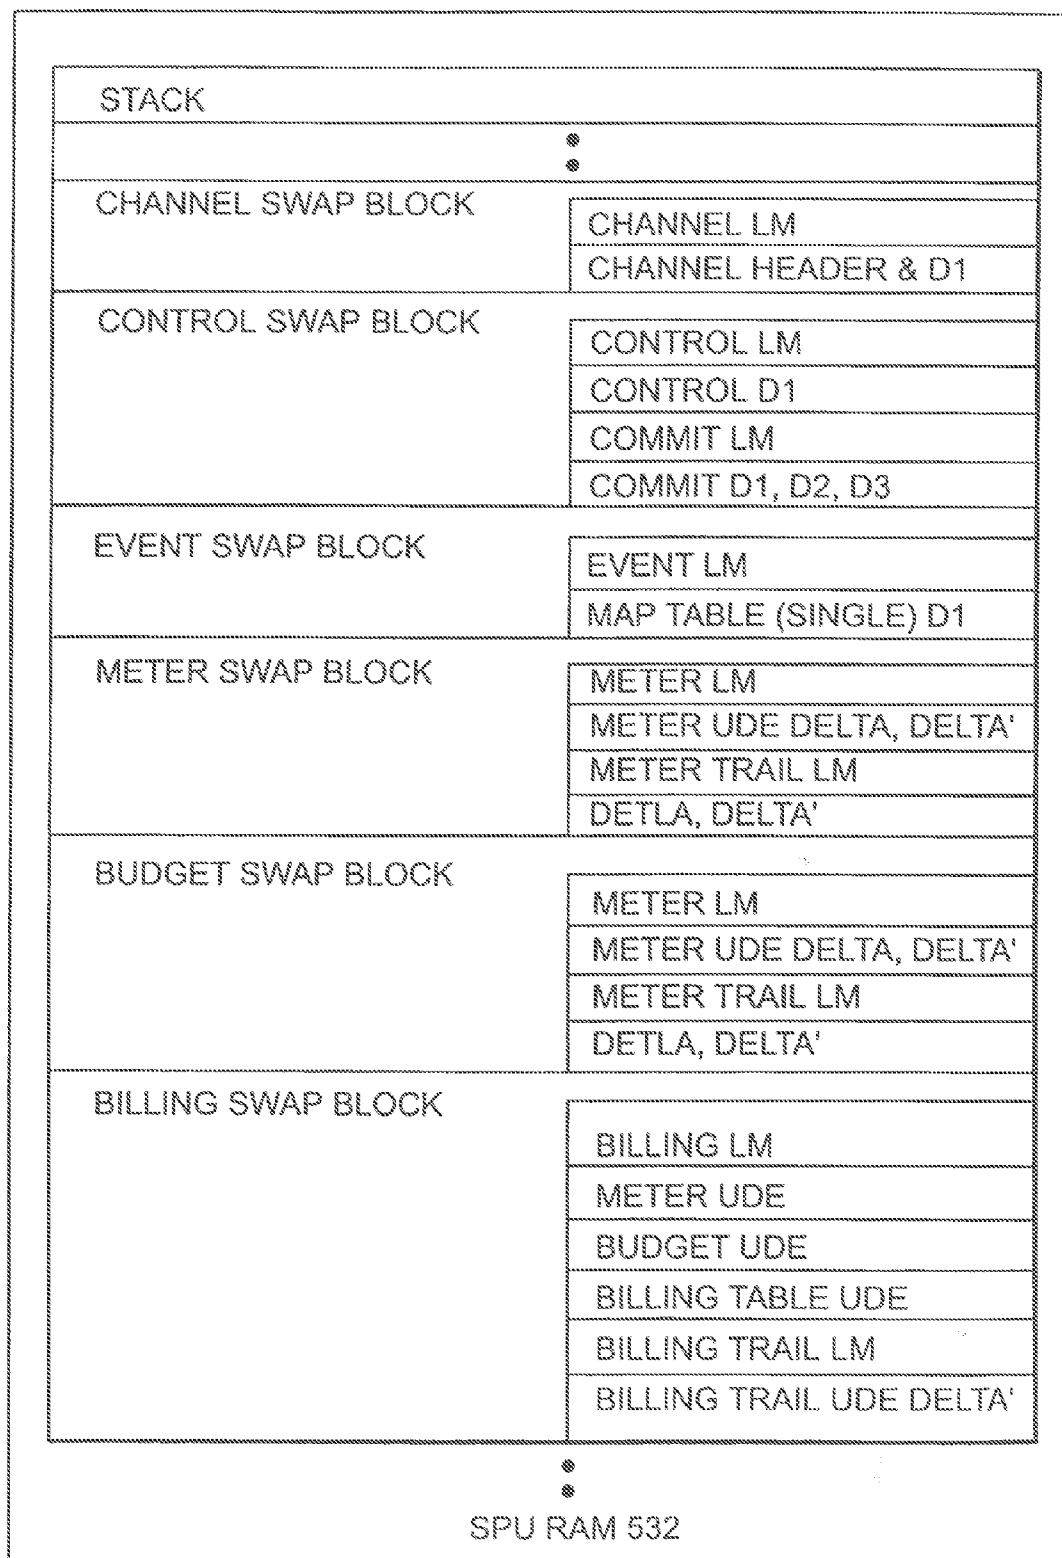 STACK
CHANNEL SWAP BLOCK
CHANNEL LM
CHANNEL HEADER & D1
CONTROL SWAP BLOCK
CONTROL LM
CONTROL D1
COMMIT LM
COMMIT D1, D2, D3
EVENT SWAP BLOCK
EVENT LM
MAP TABLE (SINGLE) D1
METER SWAP BLOCK
METER LM
METER UDE DELTA, DELTA'
METER TRAIL LM
DETLA, DELTA'
BUDGET SWAP BLOCK
METER LM
METER UDE DELTA, DELTA'
METER TRAIL LM
DETLA, DELTA'
BILLING SWAP BLOCK
BILLING LM
METER UDE
BUDGET UDE
BILLING TABLE UDE
BILLING TRAIL LM
BILLING TRAIL UDE DELTA'
SPU RAM 532